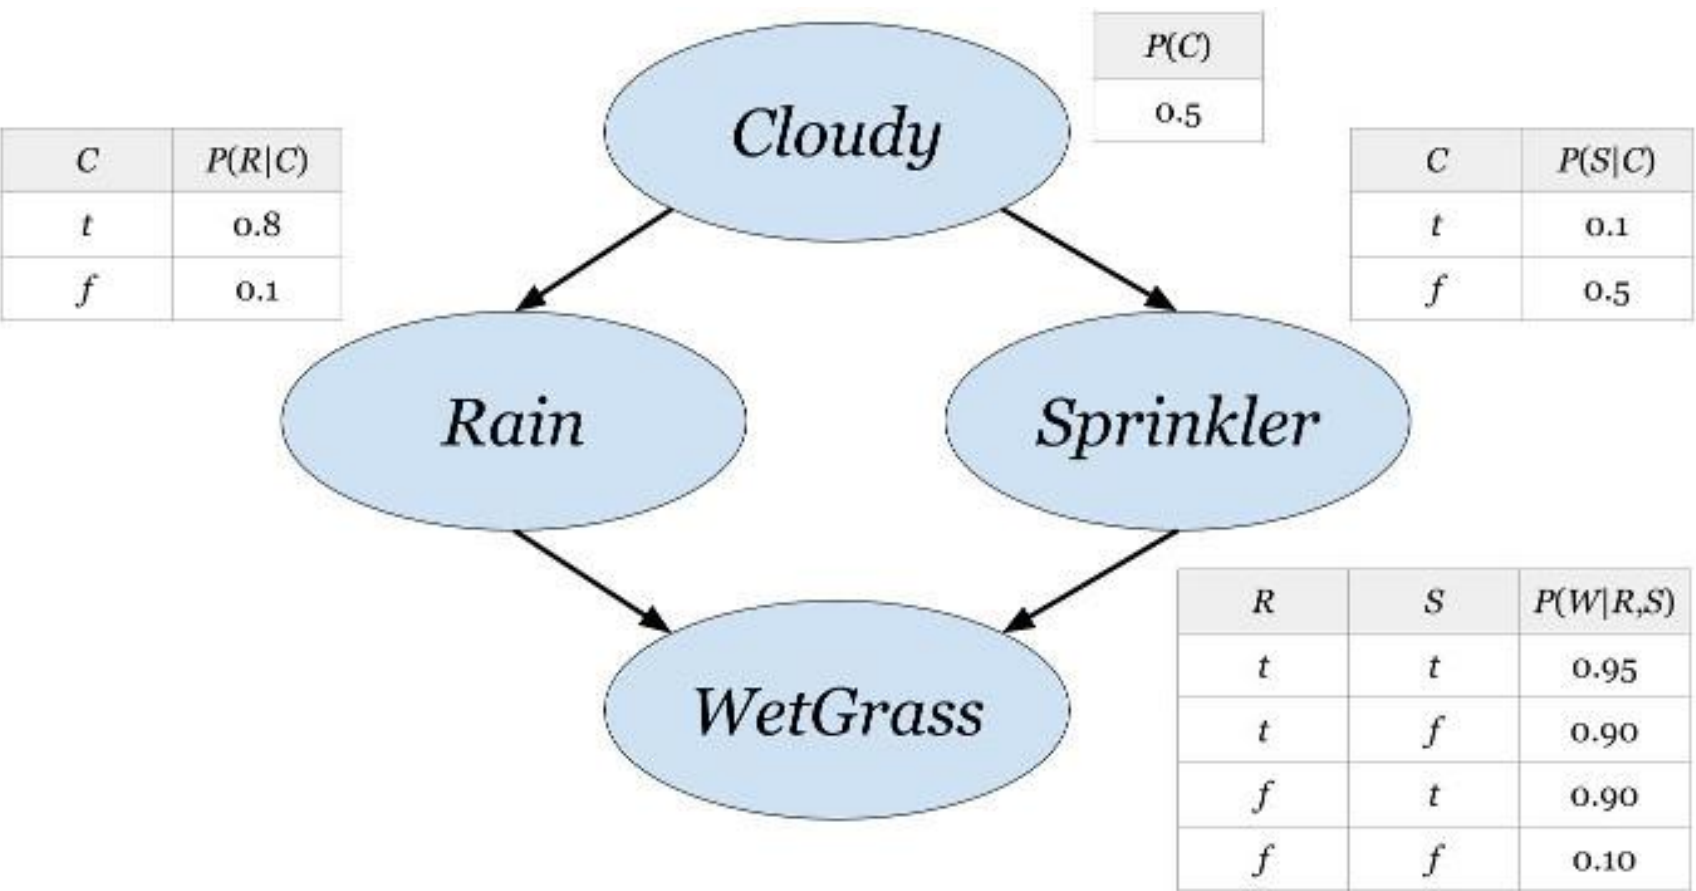 P(C)
0.5
Cloudy
C P(R|C)
t 0.8
f 0.1
C P(S|C)
t 0.1
f 0.5
Rain
Sprinkler
WetGrass
R S P(W|R,S)
t t 0.95
t f 0.90
f t 0.90
f f 0.10